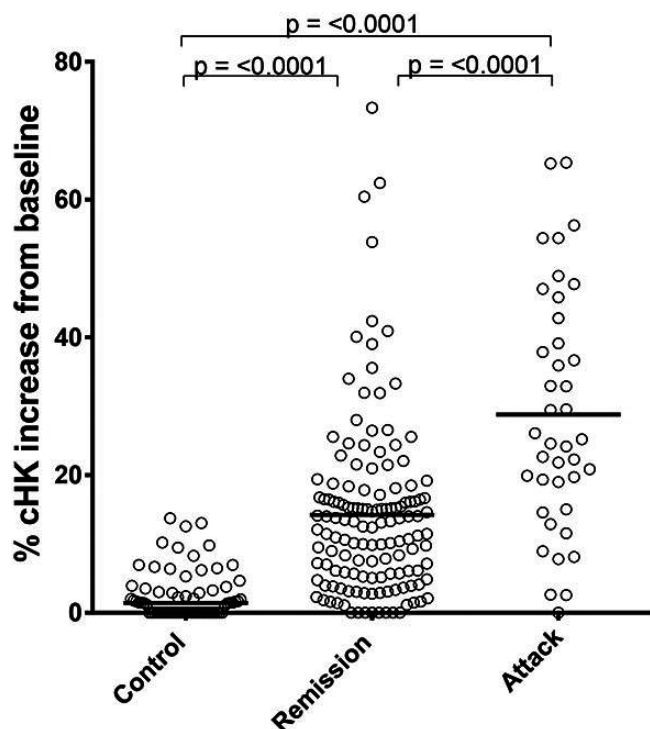 p = <0.0001
p = <0.0001
p = <0.0001
80
60
40
20
0
% cHK increase from baseline
Control
Remission
Attack